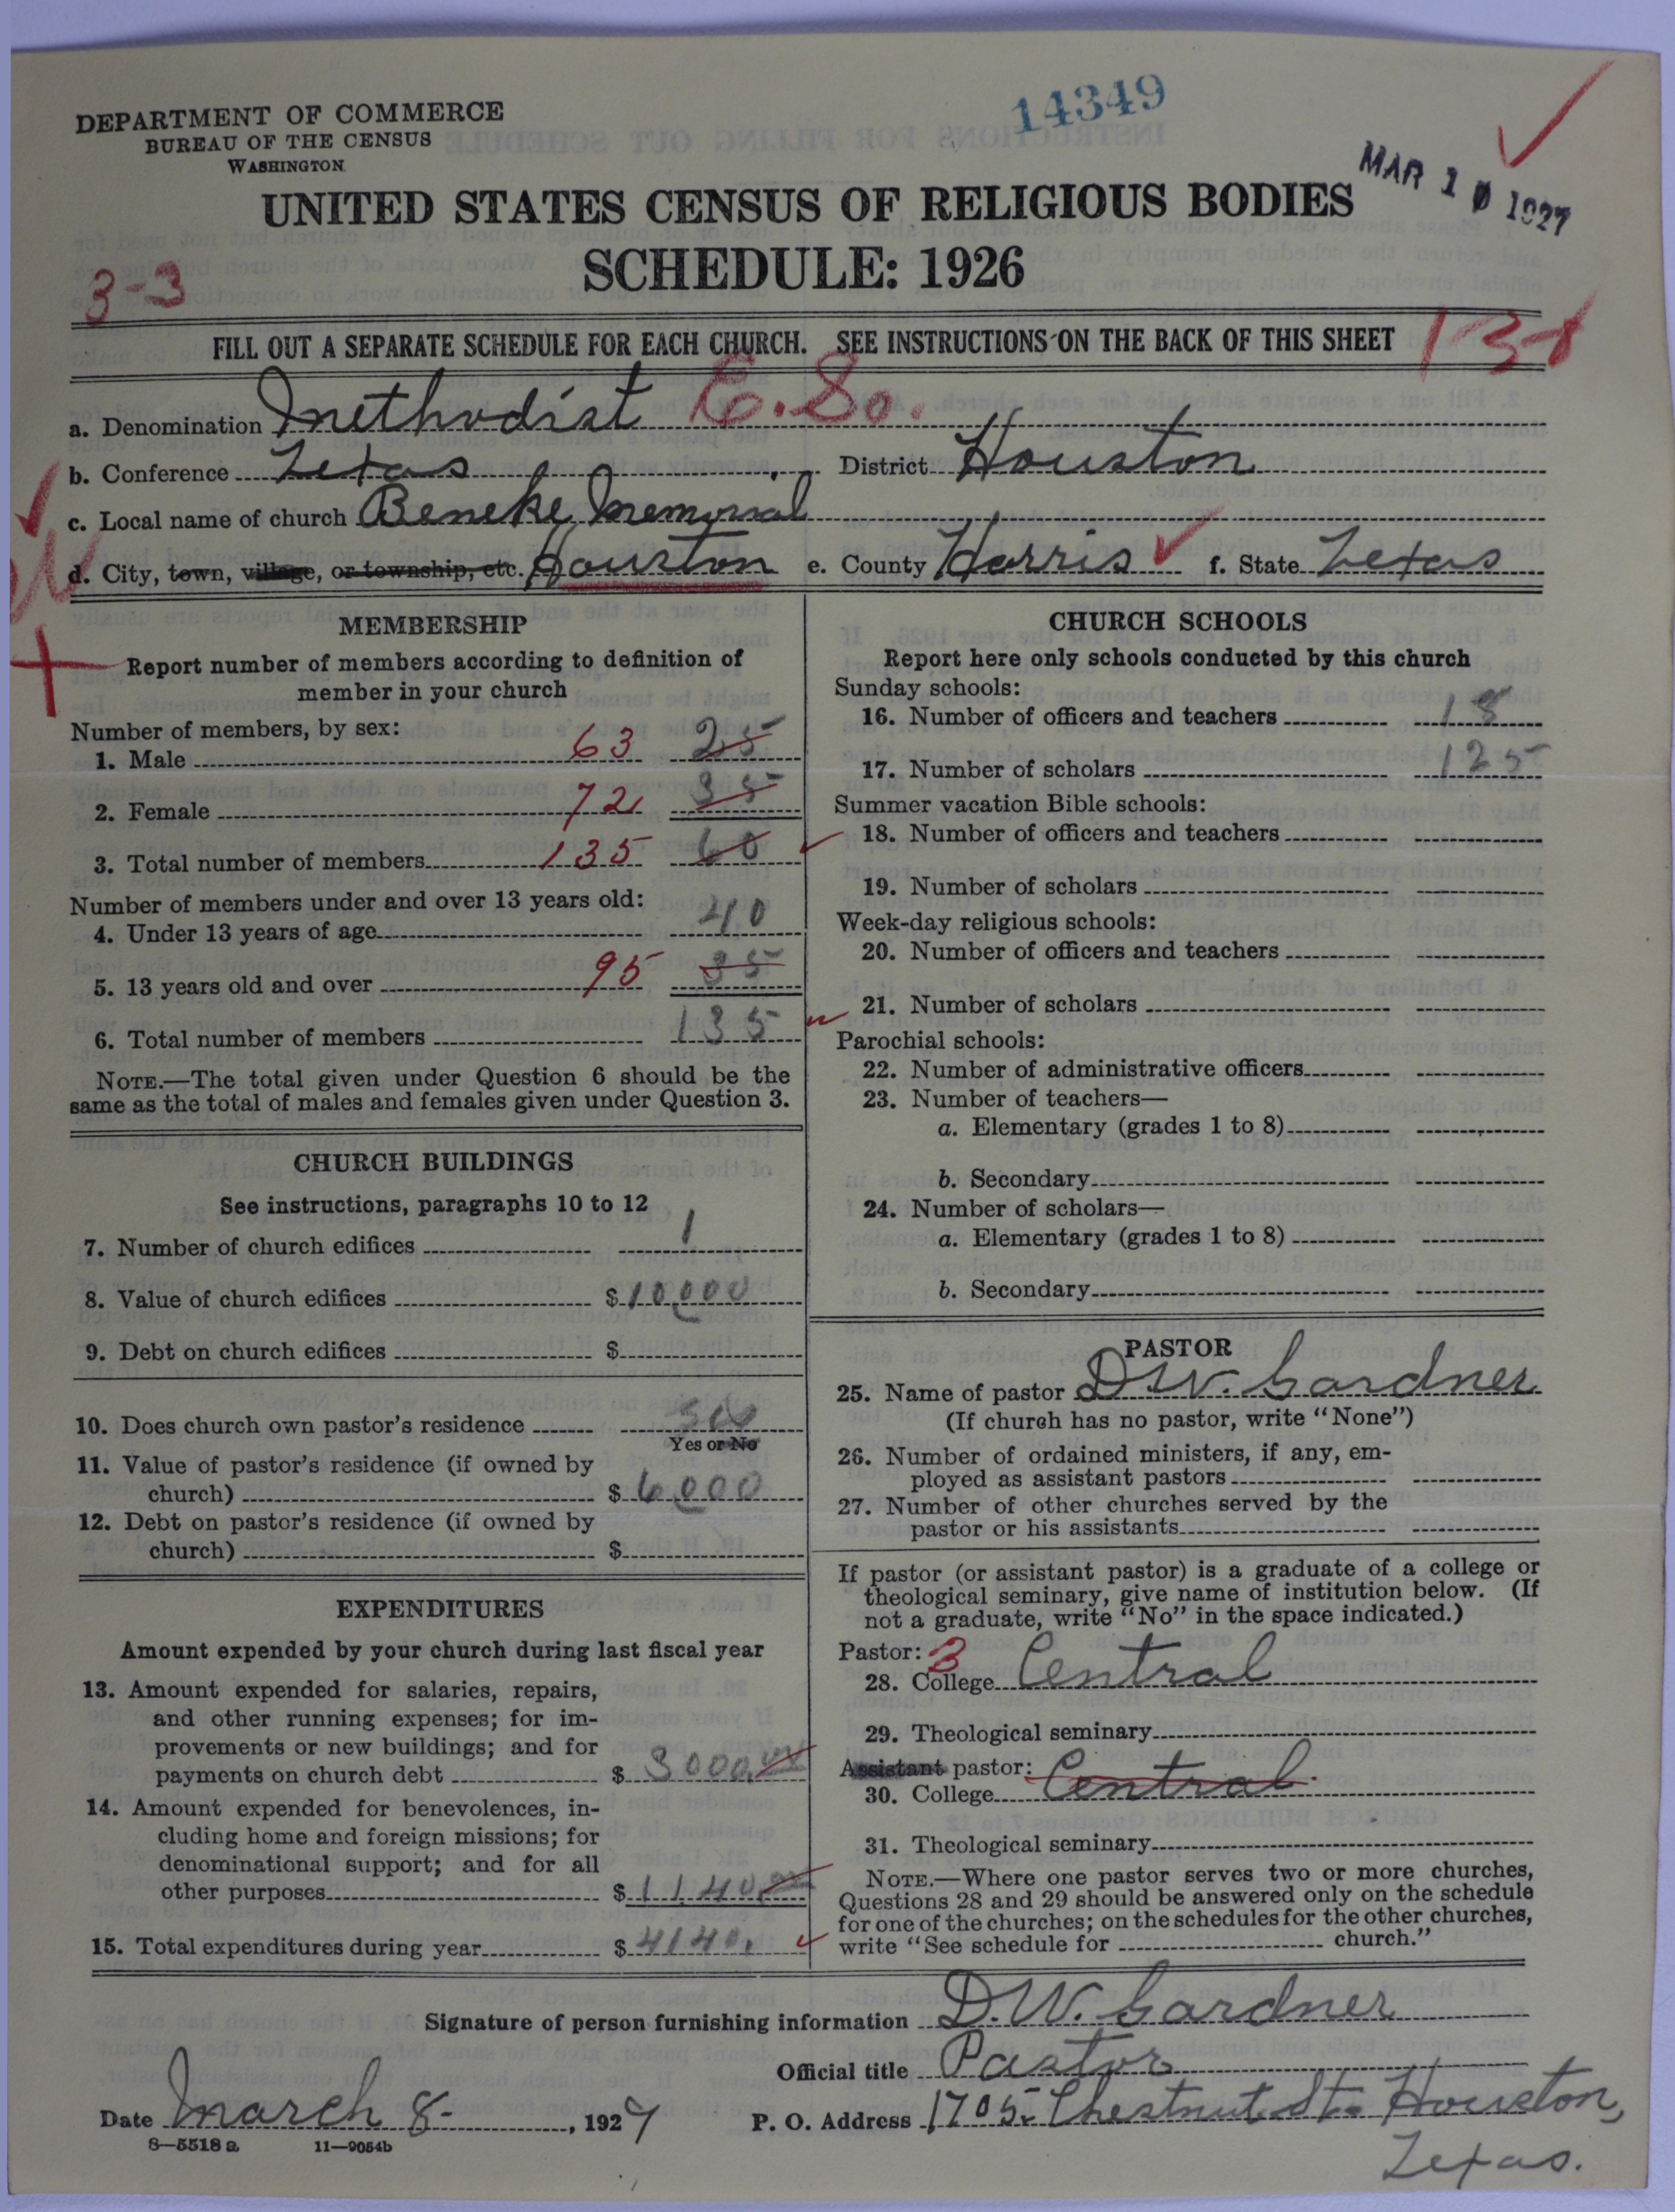 14349
DEPARTMENT OF COMMERCE
BUREAU OF THE CENSUS
WASHINGTON
MAR 10 1927
UNITED STATES CENSUS OF RELIGIOUS BODIES
SCHEDULE: 1926
3-3
FILL OUT A SEPARATE SCHEDULE FOR EACH CHURCH. SEE INSTRUCTIONS ON THE BACK OF THIS SHEET
a. Denomination Methodist E. So.
b. Conference Texas District Houston
c. Local name of church Beneke Memorial
d. City, town, village, or township, etc. Houston e. County Harris f. State Texas
MEMBERSHIP
Report number of members according to definition of
member in your church
Number of members, by sex:
1. Male 63 25
2. Female 72 35
3. Total number of members 135 60
Number of members under and over 13 years old:
4. Under 13 years of age 40
5. 13 years old and over 95 35
6. Total number of members 135
NOTE.—The total given under Question 6 should be the
same as the total of males and females given under Question 3.
CHURCH BUILDINGS
See instructions, paragraphs 10 to 12
7. Number of church edifices 1
8. Value of church edifices $10,000
9. Debt on church edifices $
10. Does church own pastor's residence
Yes or No
11. Value of pastor's residence (if owned by
church) $6,000
12. Debt on pastor's residence (if owned by
church) $
EXPENDITURES
Amount expended by your church during last fiscal year
13. Amount expended for salaries, repairs,
and other running expenses; for im-
provements or new buildings; and for
payments on church debt $3000.00
14. Amount expended for benevolences, in-
cluding home and foreign missions; for
denominational support; and for all
other purposes $1140.00
15. Total expenditures during year $4140.
CHURCH SCHOOLS
Report here only schools conducted by this church
Sunday schools:
16. Number of officers and teachers 18
17. Number of scholars 125
Summer vacation Bible schools:
18. Number of officers and teachers
19. Number of scholars
Week-day religious schools:
20. Number of officers and teachers
21. Number of scholars
Parochial schools:
22. Number of administrative officers
23. Number of teachers—
a. Elementary (grades 1 to 8)
b. Secondary
24. Number of scholars—
a. Elementary (grades 1 to 8)
b. Secondary
PASTOR
25. Name of pastor D.W. Gardner
(If church has no pastor, write "None")
26. Number of ordained ministers, if any, em-
ployed as assistant pastors
27. Number of other churches served by the
pastor or his assistants
If pastor (or assistant pastor) is a graduate of a college or
theological seminary, give name of institution below. (If
not a graduate, write "No" in the space indicated.)
Pastor: 3
28. College Central
29. Theological seminary
Assistant pastor:
30. College Central
31. Theological seminary
NOTE.—Where one pastor serves two or more churches,
Questions 28 and 29 should be answered only on the schedule
for one of the churches; on the schedules for the other churches,
write "See schedule for church."
Signature of person furnishing information D.W. Gardner
Official title Pastor
Date March 8-, 1927 P. O. Address 1705- Chestnut St- Houston,
Texas.
8—5518 a 11—9054b